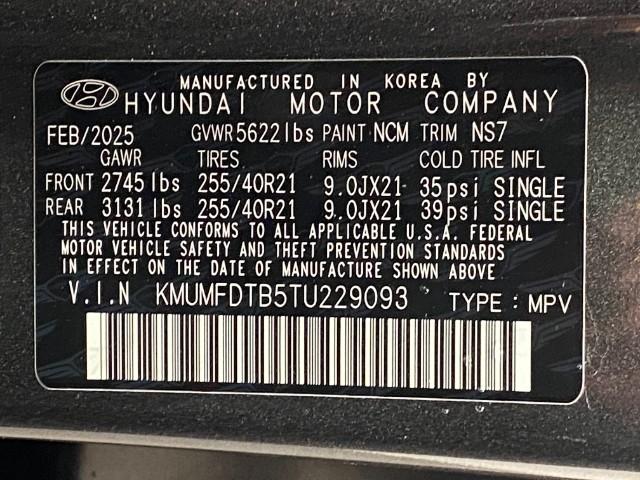 MANUFACTURED IN KOREA BY
HYUNDAI MOTOR COMPANY
FEB/2025 GVWR 5622 lbs PAINT NCM TRIM NS7
GAWR TIRES RIMS COLD TIRE INFL
FRONT 2745 lbs 255/40R21 9.0JX21 35psi SINGLE
REAR 3131 lbs 255/40R21 9.0JX21 39psi SINGLE
THIS VEHICLE CONFORMS TO ALL APPLICABLE U.S.A. FEDERAL
MOTOR VEHICLE SAFETY AND THEFT PREVENTION STANDARDS
IN EFFECT ON THE DATE OF MANUFACTURE SHOWN ABOVE.
V.I.N KMUMFDTB5TU229093 TYPE : MPV